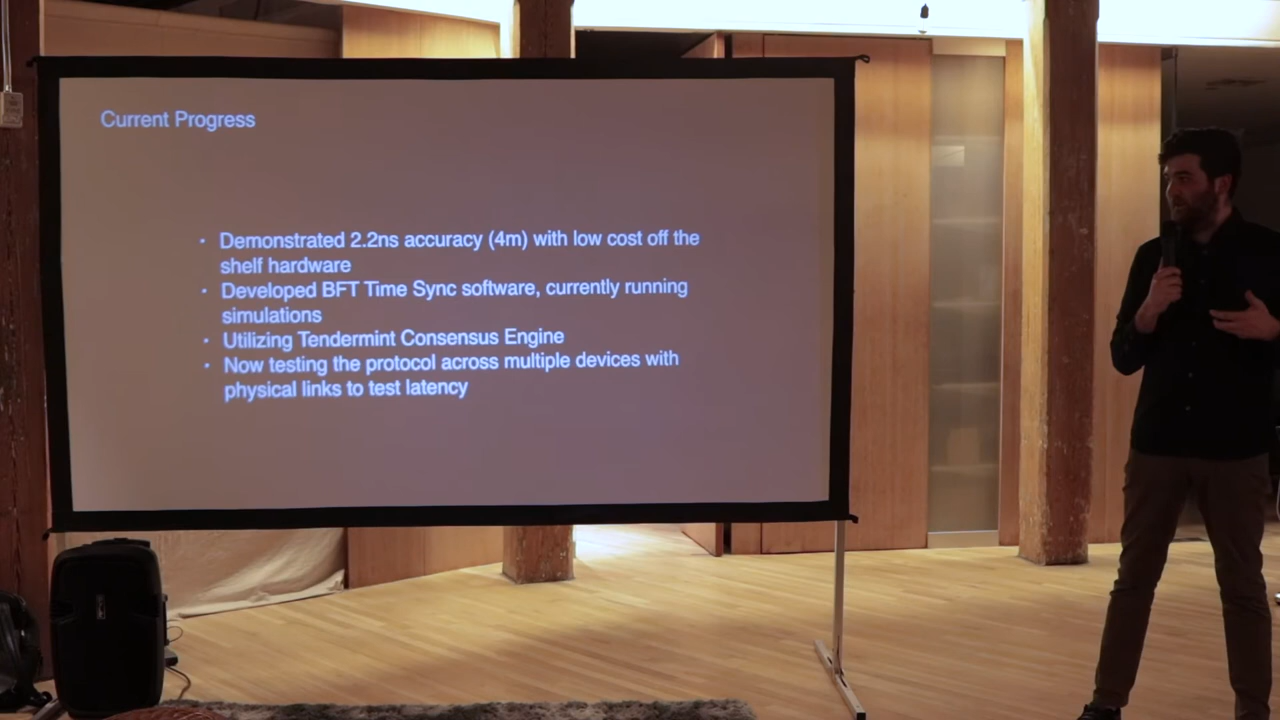 Current Progress
• Demonstrated 2.2ns accuracy (4m) with low cost off the
shelf hardware
• Developed BFT Time Sync software, currently running
simulations
• Utilizing Tendermint Consensus Engine
• Now testing the protocol across multiple devices with
physical links to test latency